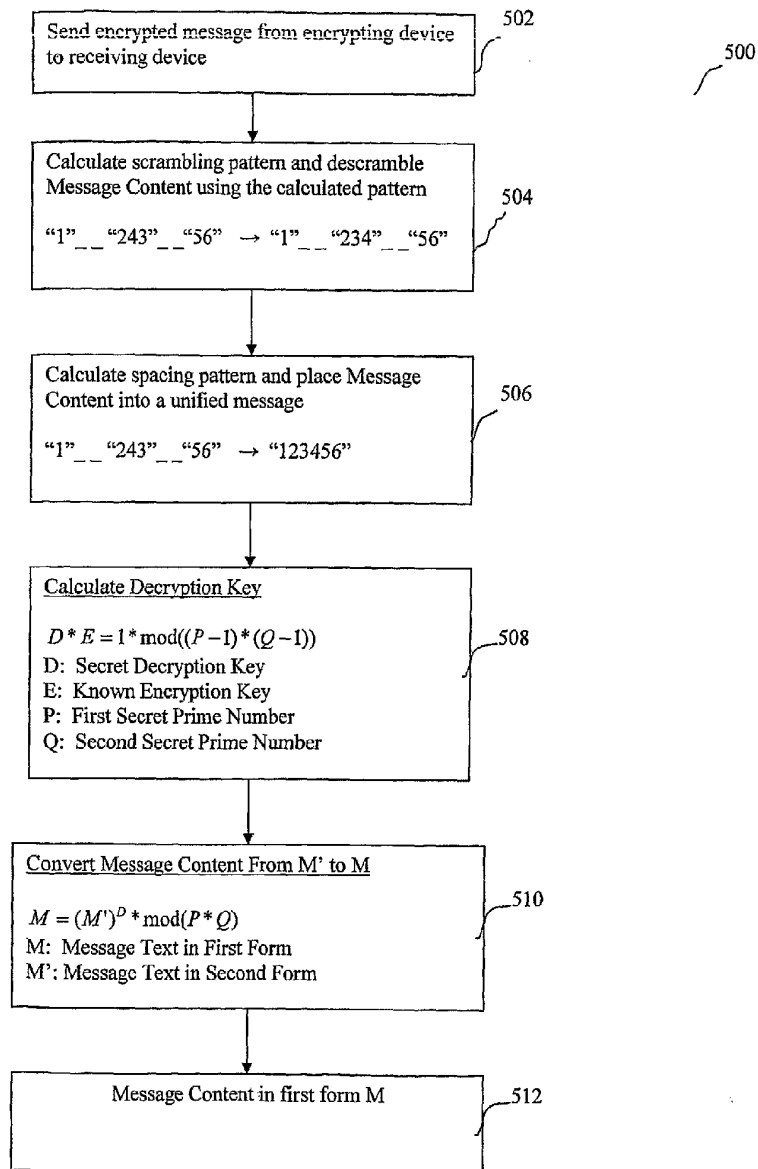 Send encrypted message from encrypting device
to receiving device
502
500
Calculate scrambling pattern and descramble
Message Content using the calculated pattern
“1”_ _ “243”_ _“56” → “1”_ _ “234”_ _“56”
504
Calculate spacing pattern and place Message
Content into a unified message
“1”_ _ “243”_ _“56” → “123456”
506
Calculate Decryption Key
D * E = 1 * mod((P − 1) * (Q − 1))
D: Secret Decryption Key
E: Known Encryption Key
P: First Secret Prime Number
Q: Second Secret Prime Number
508
Convert Message Content From M’ to M
M = (M')^D * mod(P * Q)
M: Message Text in First Form
M’: Message Text in Second Form
510
Message Content in first form M
512